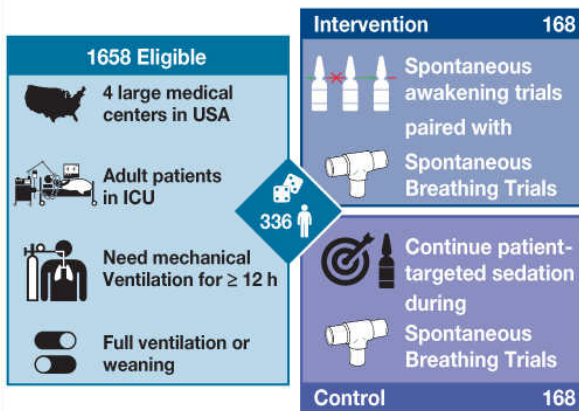 1658 Eligible
4 large medical
centers in USA
Adult patients
in ICU
Need mechanical
Ventilation for ≥ 12 h
Full ventilation or
weaning
336
Intervention 168
Spontaneous
awakening trials
paired with
Spontaneous
Breathing Trials
Continue patient-
targeted sedation
during
Spontaneous
Breathing Trials
Control 168